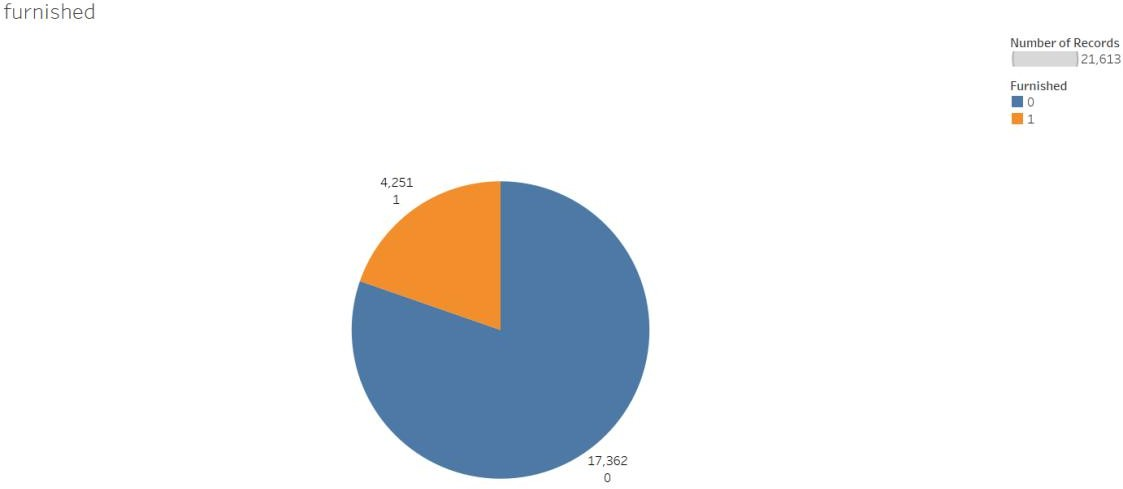 furnished
Number of Records
21,613
Furnished
0
1
4,251
1
17,362
0